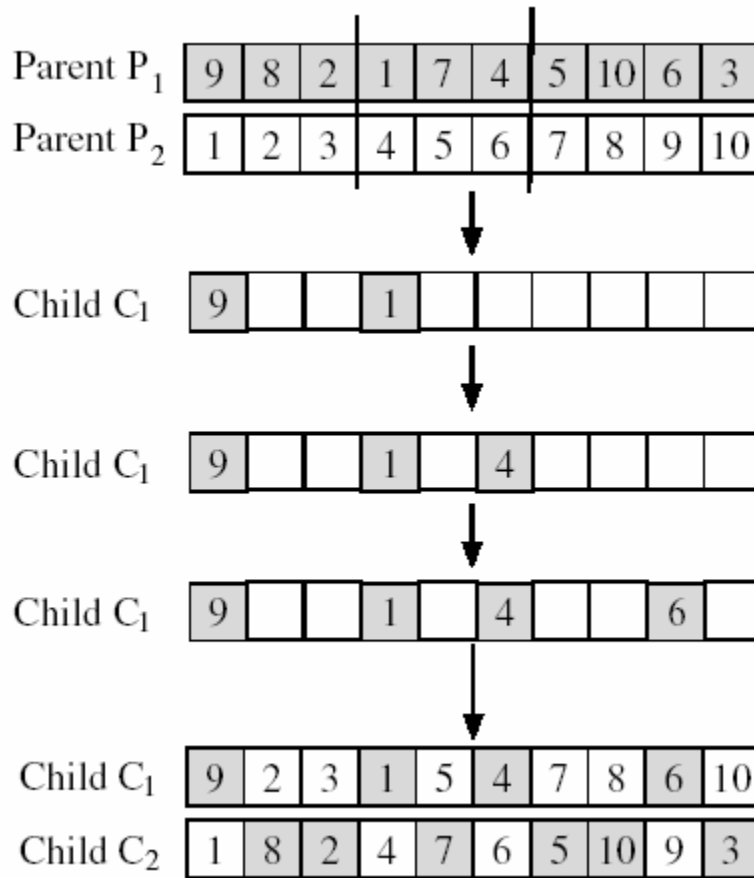 Parent P₁ 9 8 2 1 7 4 5 10 6 3
Parent P₂ 1 2 3 4 5 6 7 8 9 10
Child C₁ 9 1
Child C₁ 9 1 4
Child C₁ 9 1 4 6
Child C₁ 9 2 3 1 5 4 7 8 6 10
Child C₂ 1 8 2 4 7 6 5 10 9 3